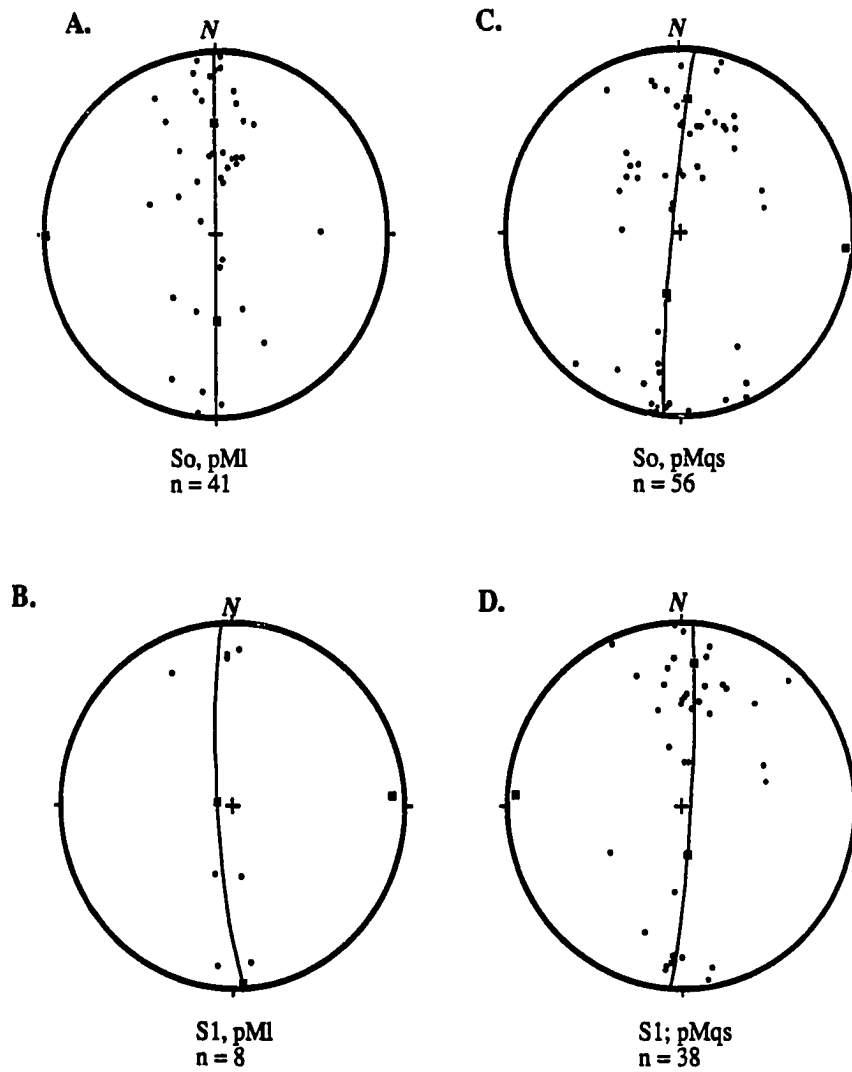 A.
N
So, pMl
n = 41
C.
N
So, pMqs
n = 56
B.
N
S1, pMl
n = 8
D.
N
S1; pMqs
n = 38